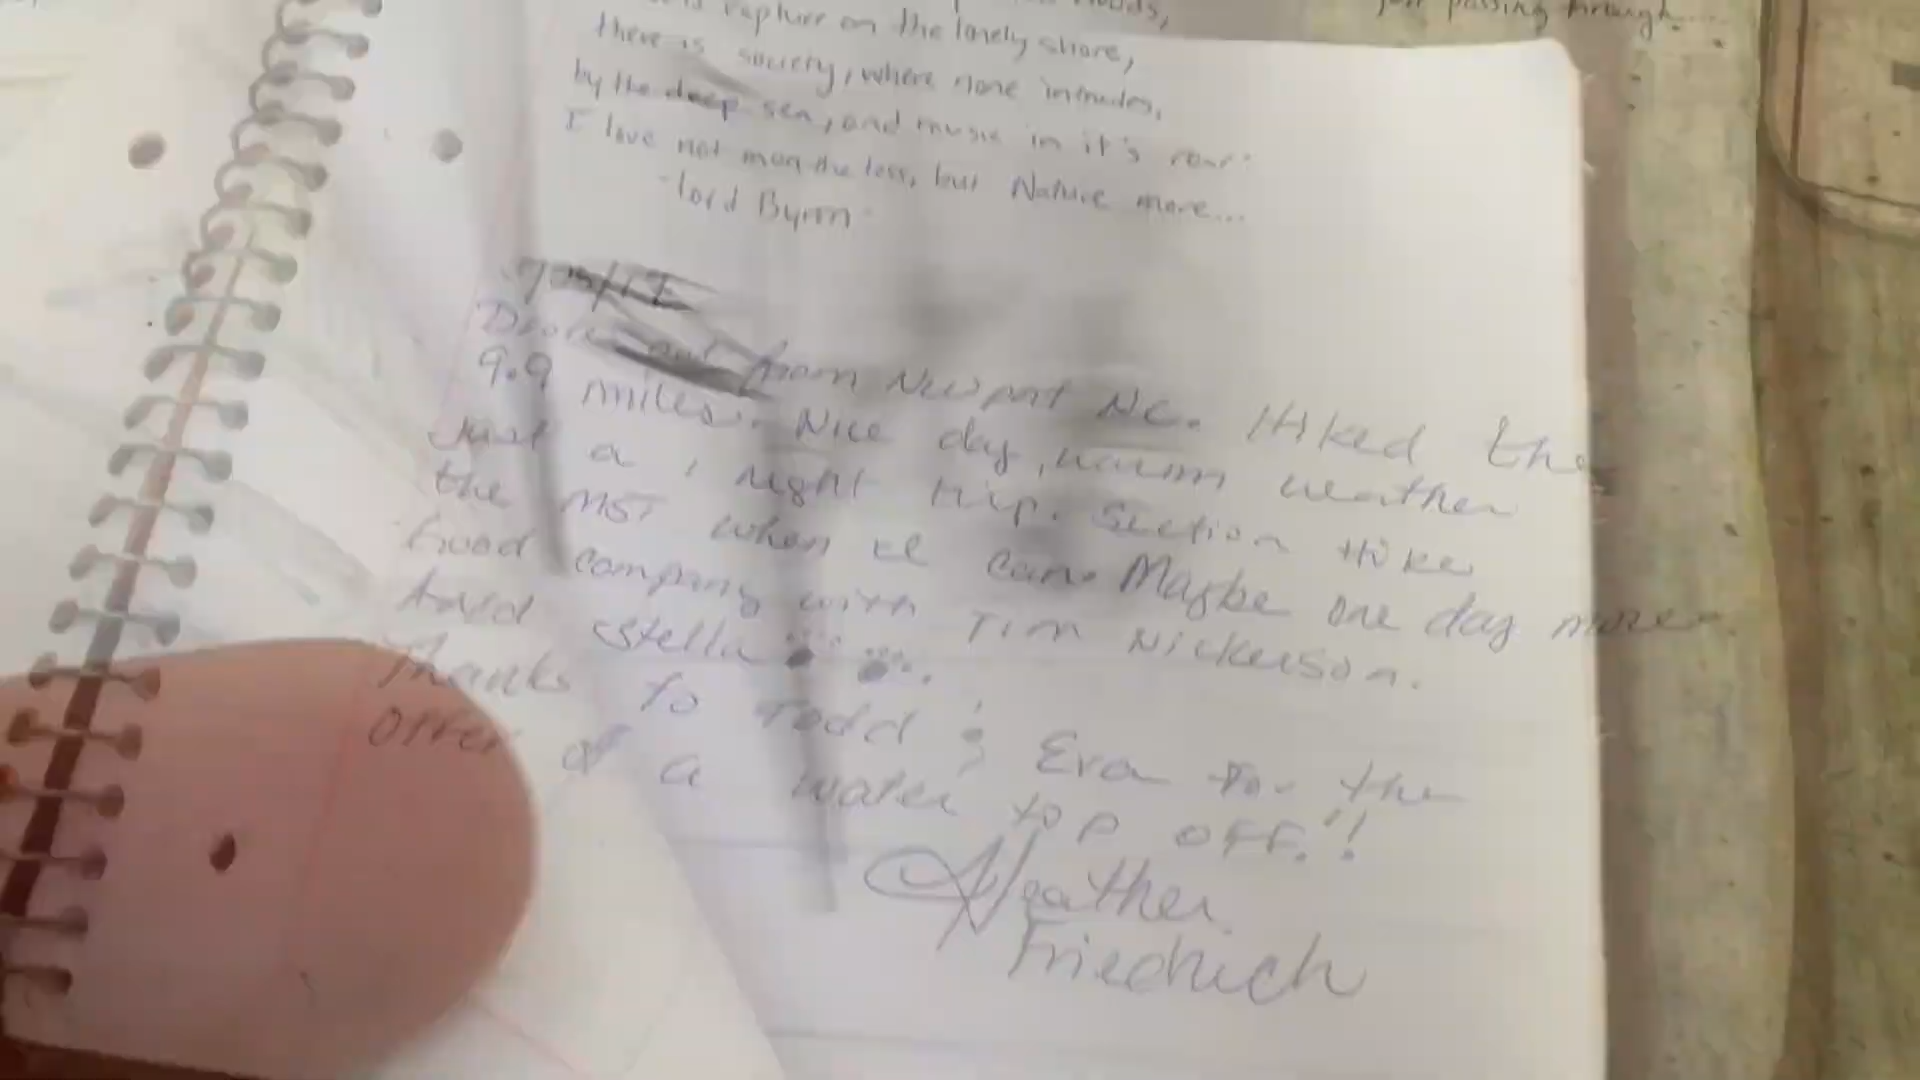 rapture on the lonely shore,
there is society, where none intrudes,
by the deep sea, and music in it's roar:
I love not man the less, but Nature more...
-lord Byron-
just passing through....
from Newport NC. Hiked the
9.9 miles. Nice day, warm weather
Just a 1 night trip. Section Hike
the MST when I can. Maybe one day more.
Good company with Tim Nickerson.
And Stella
Thanks to Todd & Eva for the
offer of a water top off.!!
Heather
Friedrich